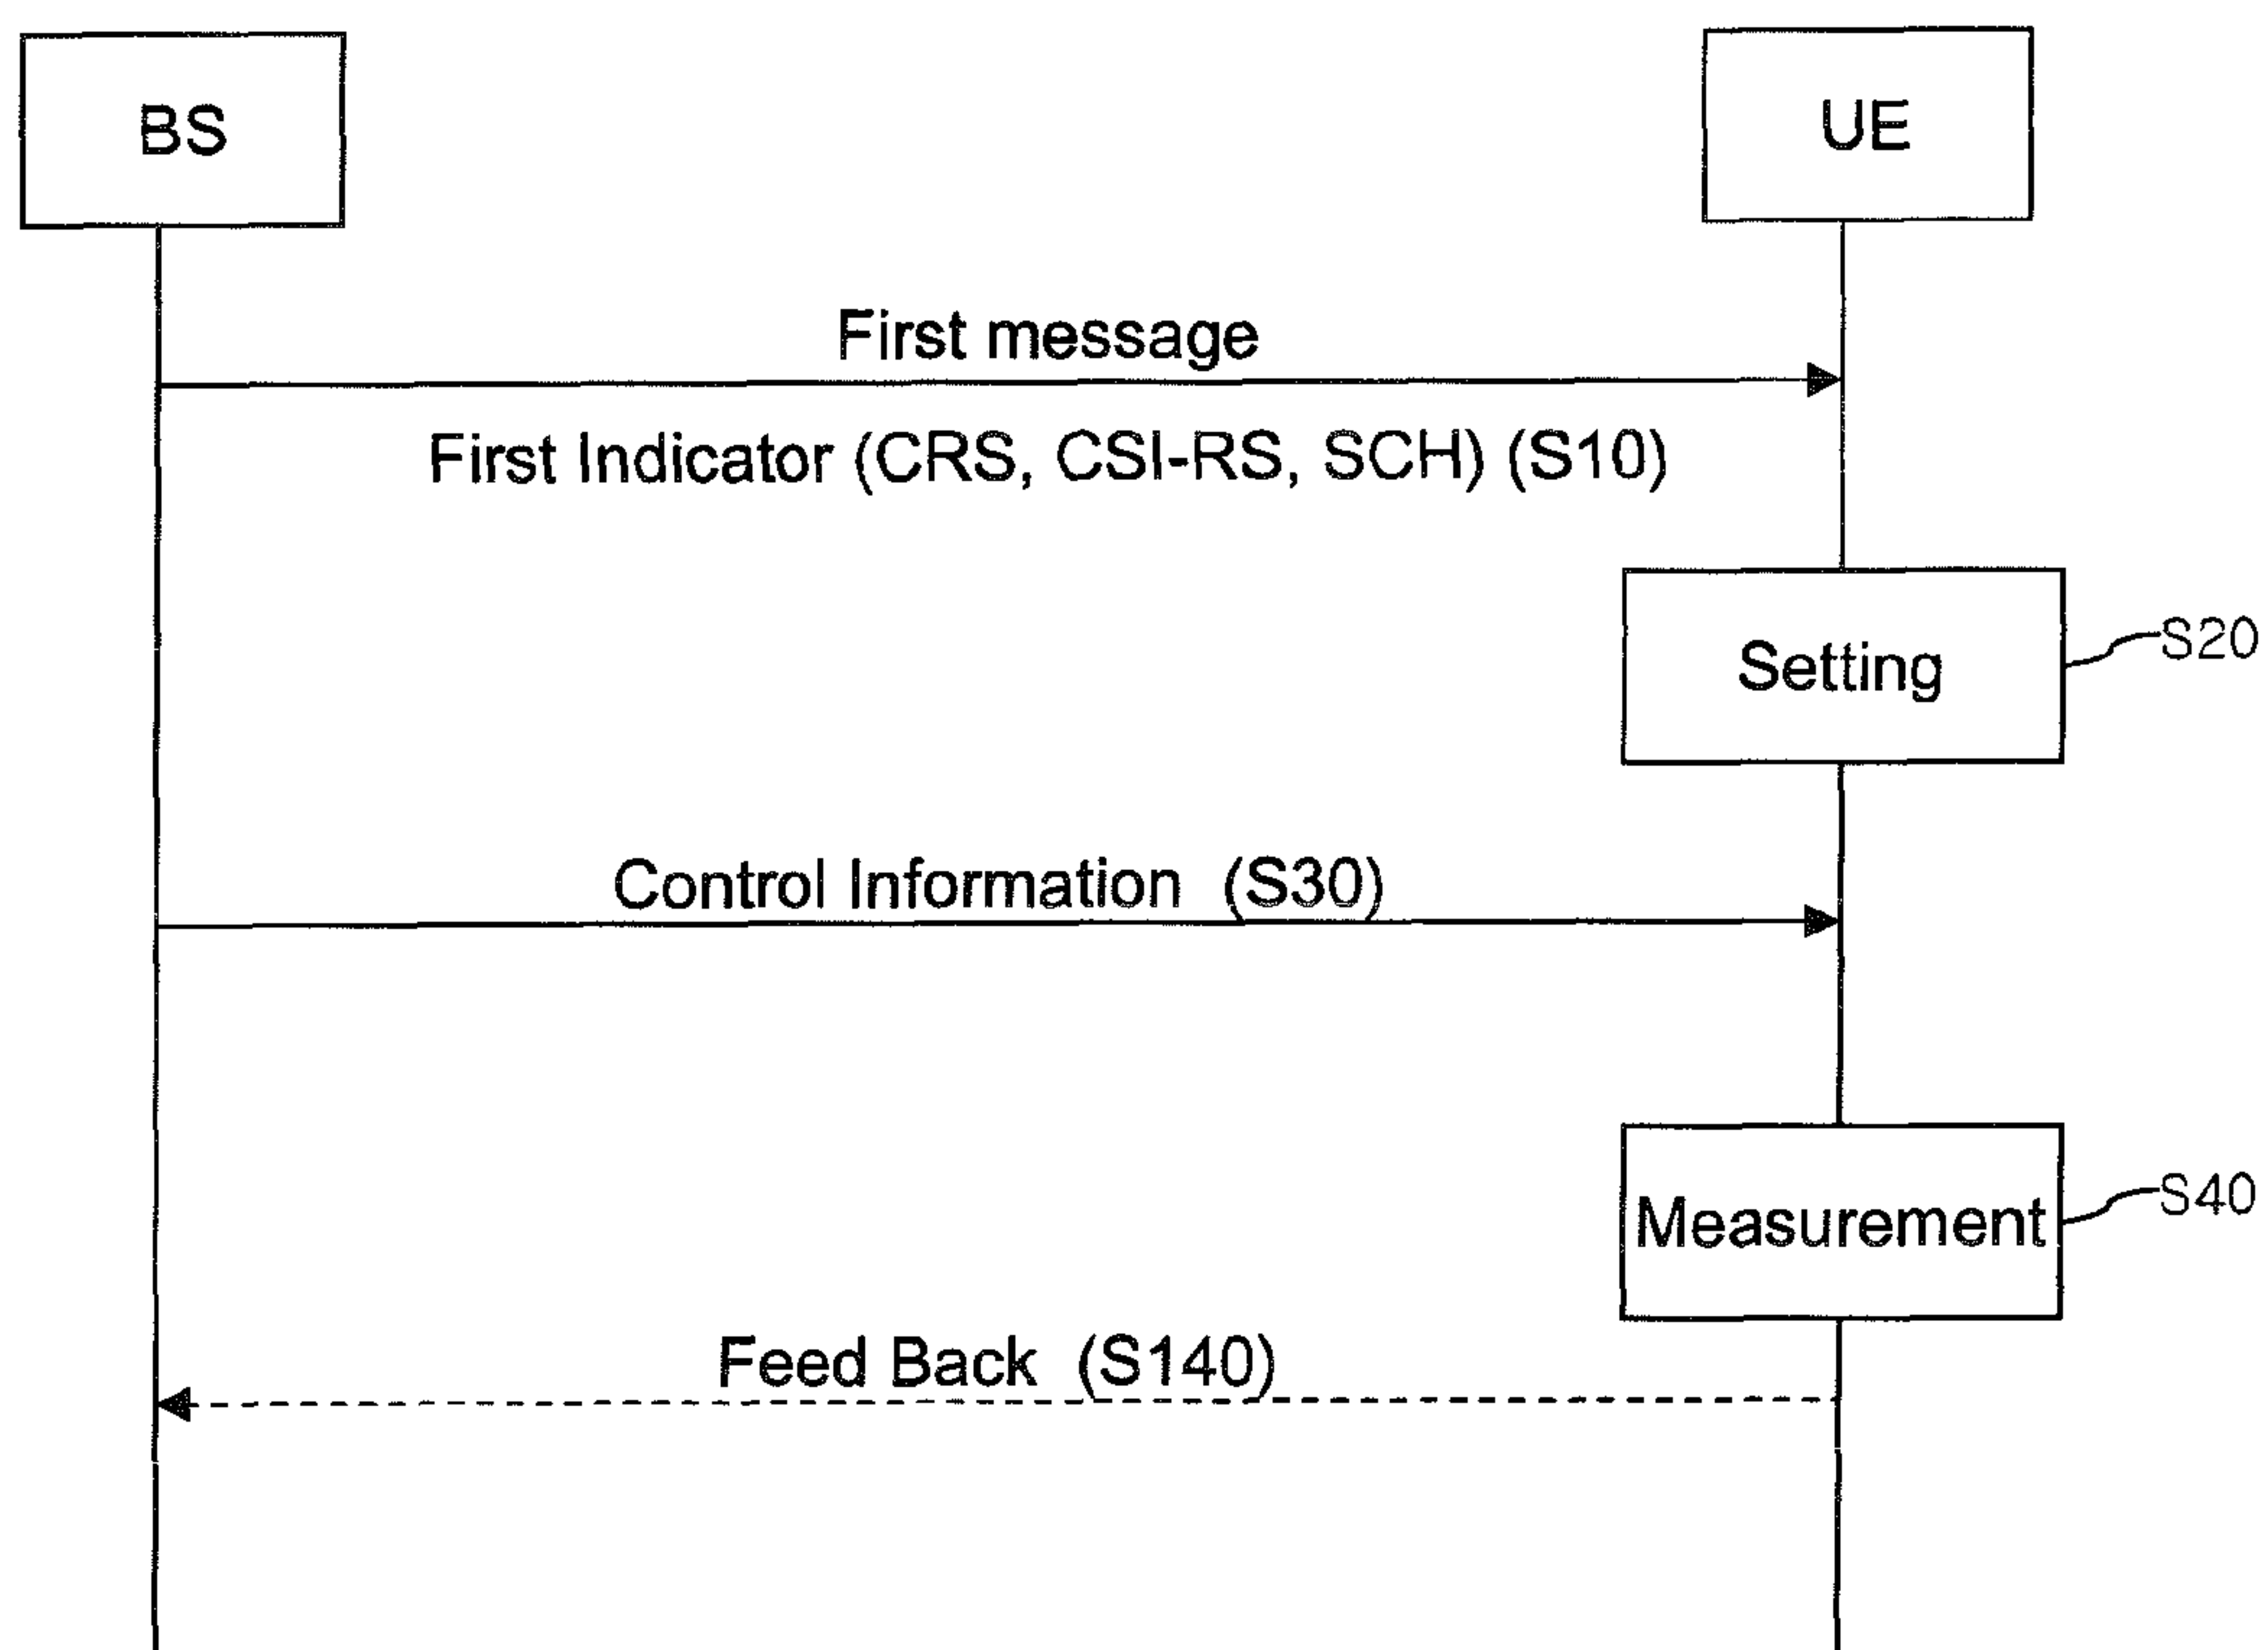 BS
UE
First message
First Indicator (CRS, CSI-RS, SCH) (S10)
Setting
S20
Control Information (S30)
Measurement
S40
Feed Back (S140)